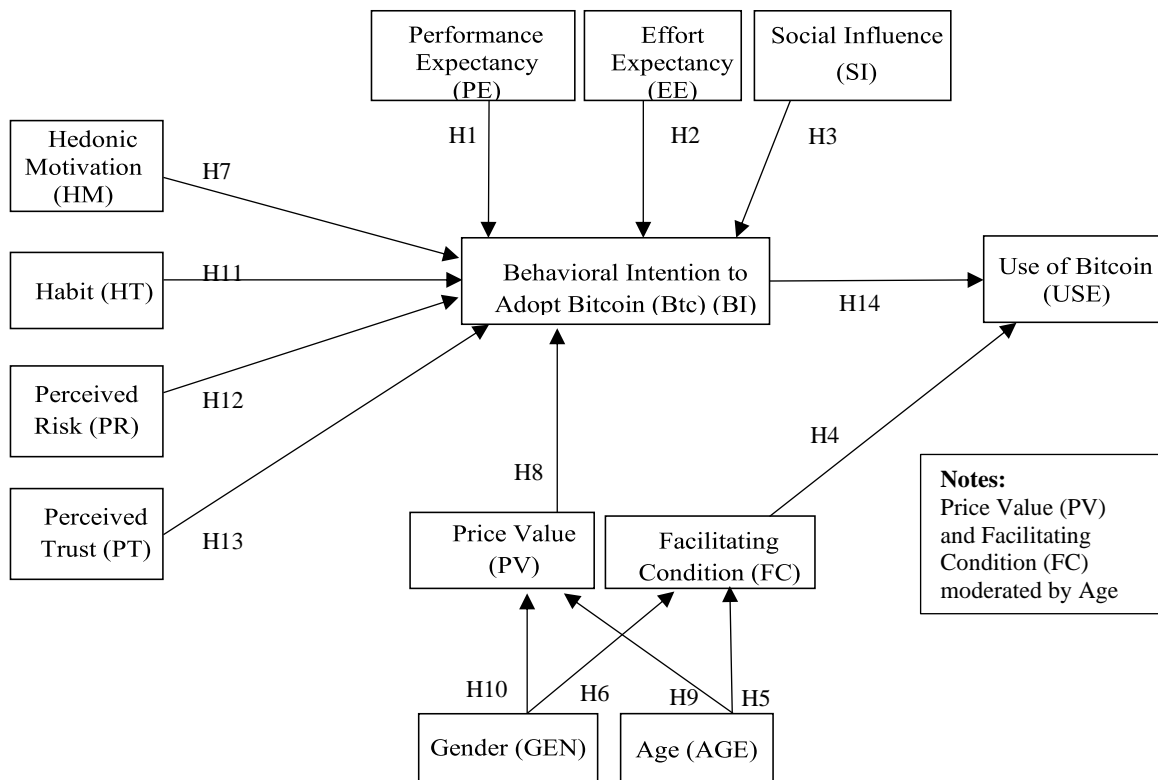 Performance
Expectancy
(PE)
Effort
Expectancy
(EE)
Social Influence
(SI)
H1
H2
H3
Hedonic
Motivation
(HM)
H7
Habit (HT)
H11
Behavioral Intention to
Adopt Bitcoin (Btc) (BI)
H14
Use of Bitcoin
(USE)
Perceived
Risk (PR)
H12
H4
Perceived
Trust (PT)
H13
H8
Price Value
(PV)
Facilitating
Condition (FC)
Notes:
Price Value (PV)
and Facilitating
Condition (FC)
moderated by Age
H10
H6
H9
H5
Gender (GEN)
Age (AGE)